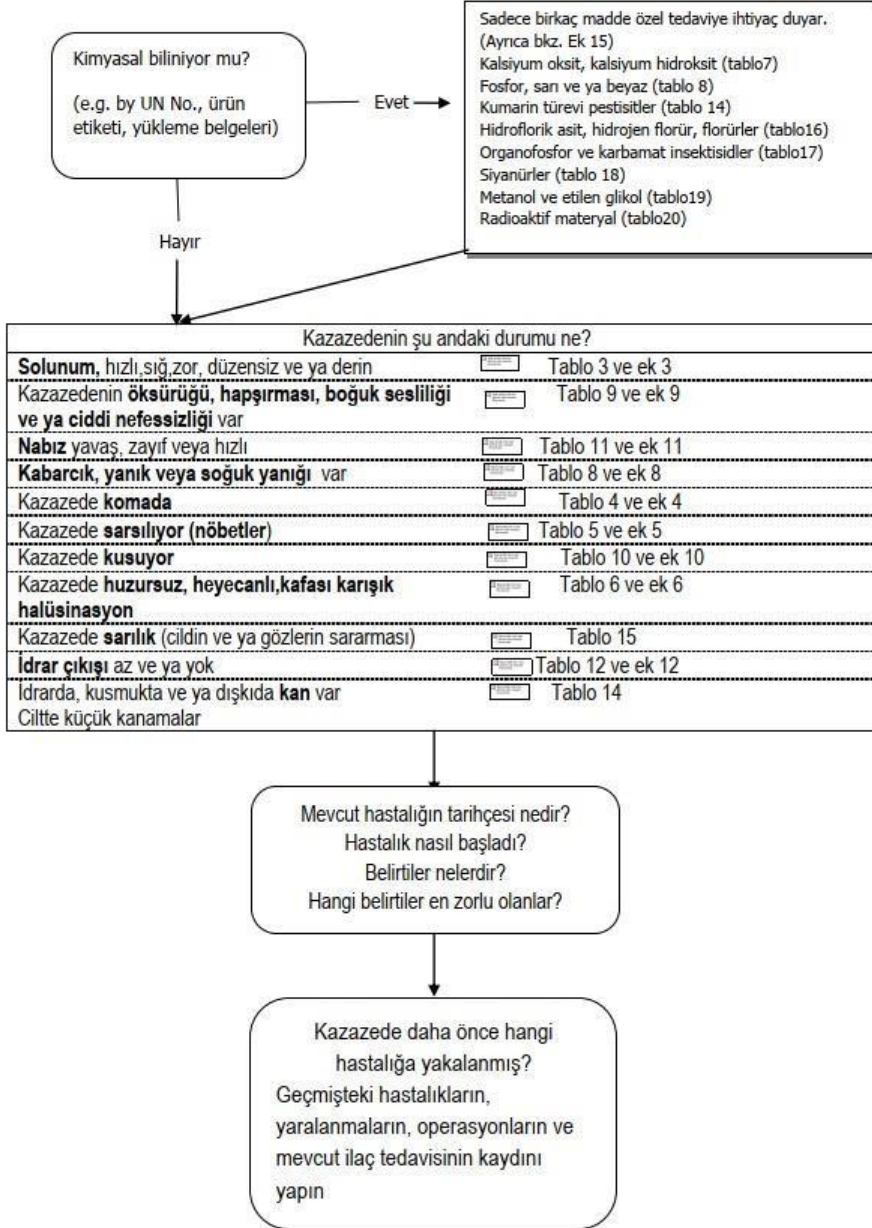 Kimyasal biliniyor mu?
(e.g. by UN No., ürün
etiketi, yükleme belgeleri)
Evet
Sadece birkaç madde özel tedaviye ihtiyaç duyar.
(Ayrıca bkz. Ek 15)
Kalsiyum oksit, kalsiyum hidroksit (tablo7)
Fosfor, sarı ve ya beyaz (tablo 8)
Kumarin türevi pestisitler (tablo 14)
Hidroflorik asit, hidrojen florür, florürler (tablo16)
Organofosfor ve karbamat insektisidler (tablo17)
Siyanürler (tablo 18)
Metanol ve etilen glikol (tablo19)
Radioaktif materyal (tablo20)
Hayır
Kazazedenin şu andaki durumu ne?
Solunum, hızlı,sığ,zor, düzensiz ve ya derin Tablo 3 ve ek 3
Kazazedenin öksürüğü, hapşırması, boğuk sesliliği Tablo 9 ve ek 9
ve ya ciddi nefessizliği var
Nabız yavaş, zayıf veya hızlı Tablo 11 ve ek 11
Kabarcık, yanık veya soğuk yanığı var Tablo 8 ve ek 8
Kazazede komada Tablo 4 ve ek 4
Kazazede sarsılıyor (nöbetler) Tablo 5 ve ek 5
Kazazede kusuyor Tablo 10 ve ek 10
Kazazede huzursuz, heyecanlı,kafası karışık Tablo 6 ve ek 6
halüsinasyon
Kazazede sarılık (cildin ve ya gözlerin sararması) Tablo 15
İdrar çıkışı az ve ya yok Tablo 12 ve ek 12
İdrarda, kusmukta ve ya dışkıda kan var Tablo 14
Ciltte küçük kanamalar
Mevcut hastalığın tarihçesi nedir?
Hastalık nasıl başladı?
Belirtiler nelerdir?
Hangi belirtiler en zorlu olanlar?
Kazazede daha önce hangi
hastalığa yakalanmış?
Geçmişteki hastalıkların,
yaralanmaların, operasyonların ve
mevcut ilaç tedavisinin kaydını
yapın